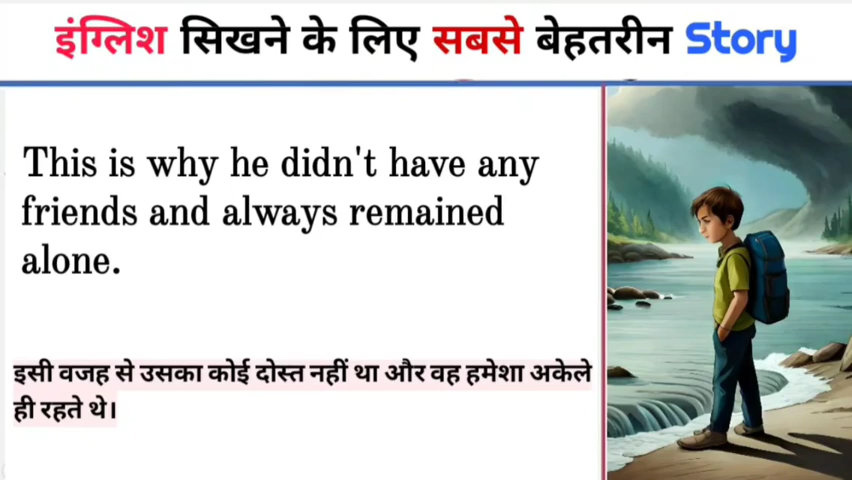 इंग्लिश सिखने के लिए सबसे बेहतरीन Story
This is why he didn't have any
friends and always remained
alone.
इसी वजह से उसका कोई दोस्त नहीं था और वह हमेशा अकेले
ही रहते थे।